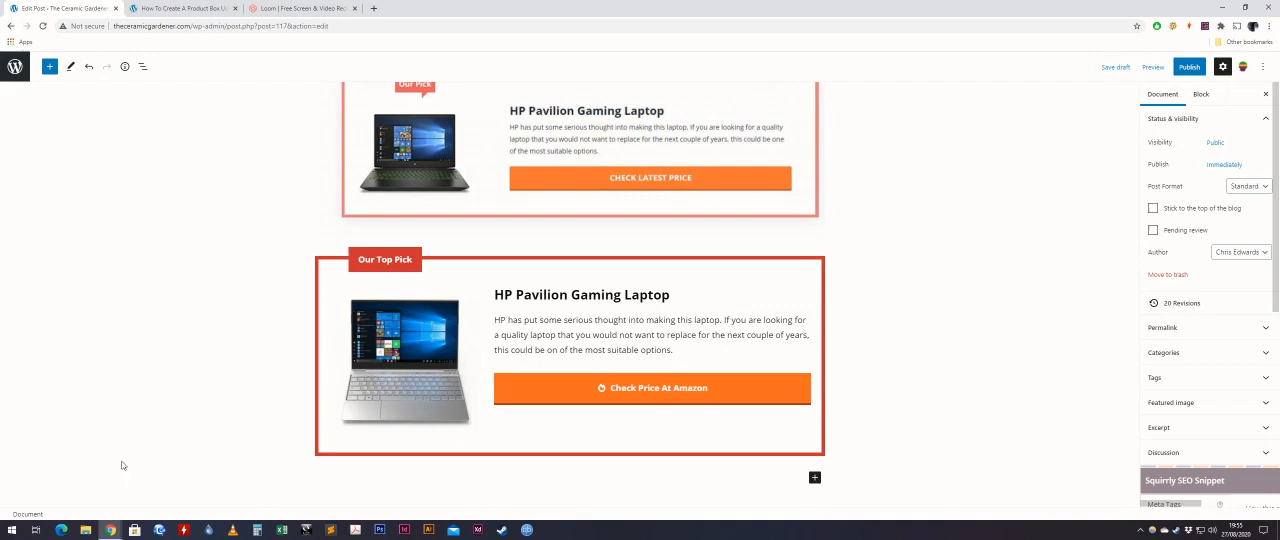 Edit Post - The Ceramic Gardener
How To Create A Product Box Us
Loom | Free Screen & Video Rec
Not secure | theceramicgardener.com/wp-admin/post.php?post=117&action=edit
Apps
Other bookmarks
Save draft
Preview
Publish
Our Pick
HP Pavilion Gaming Laptop
HP has put some serious thought into making this laptop. If you are looking for a quality
laptop that you would not want to replace for the next couple of years, this could be one
of the most suitable options.
CHECK LATEST PRICE
Our Top Pick
HP Pavilion Gaming Laptop
HP has put some serious thought into making this laptop. If you are looking for
a quality laptop that you would not want to replace for the next couple of years,
this could be on of the most suitable options.
Check Price At Amazon
Document
Block
Status & visibility
Visibility
Public
Publish
Immediately
Post Format
Standard
Stick to the top of the blog
Pending review
Author
Chris Edwards
Move to trash
20 Revisions
Permalink
Categories
Tags
Featured image
Excerpt
Discussion
Squirrly SEO Snippet
Meta Tags
How this
Document
19:55
27/08/2020